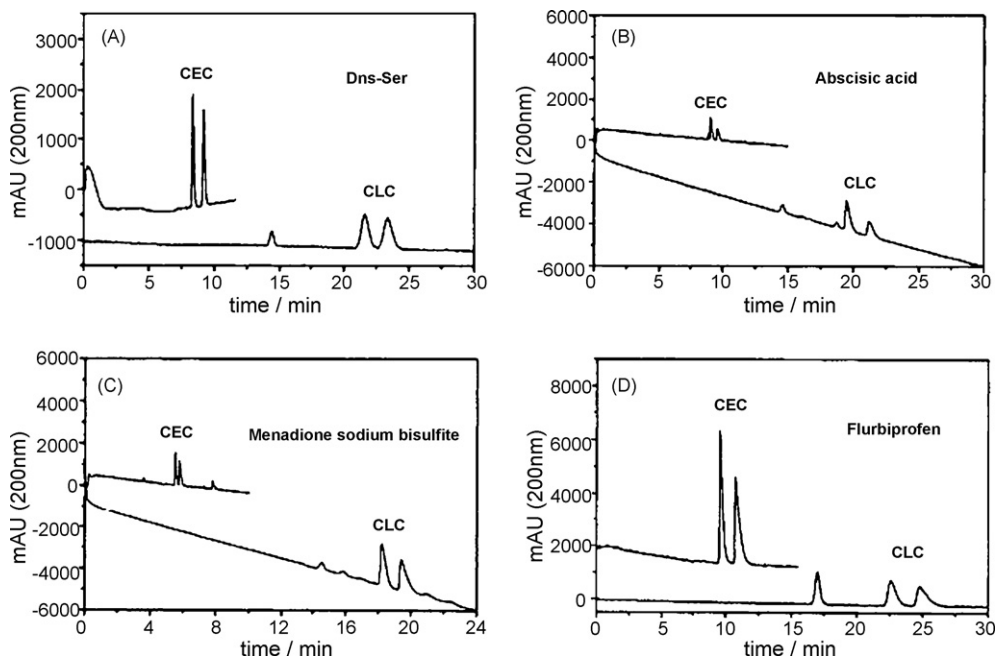 (A)
CEC
Dns-Ser
CLC
mAU (200nm)
3000
2000
1000
0
-1000
0 5 10 15 20 25 30
time / min
(B)
Abscisic acid
CEC
CLC
mAU (200nm)
6000
4000
2000
0
-2000
-4000
-6000
0 5 10 15 20 25 30
time / min
(C)
CEC
Menadione sodium bisulfite
CLC
mAU (200nm)
6000
4000
2000
0
-2000
-4000
-6000
0 4 6 12 16 20 24
time / min
(D)
CEC
Flurbiprofen
CLC
mAU (200nm)
8000
6000
4000
2000
0
0 5 10 15 20 25 30
time / min